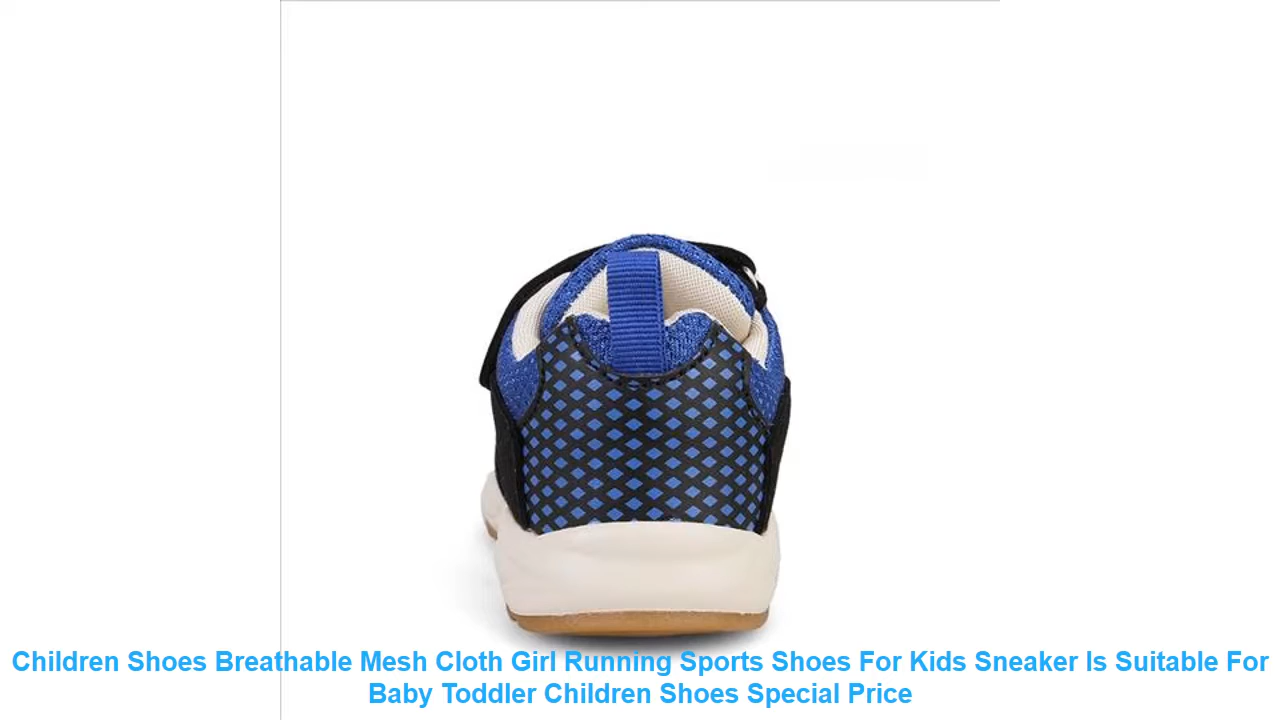 Children Shoes Breathable Mesh Cloth Girl Running Sports Shoes For Kids Sneaker Is Suitable For
Baby Toddler Children Shoes Special Price